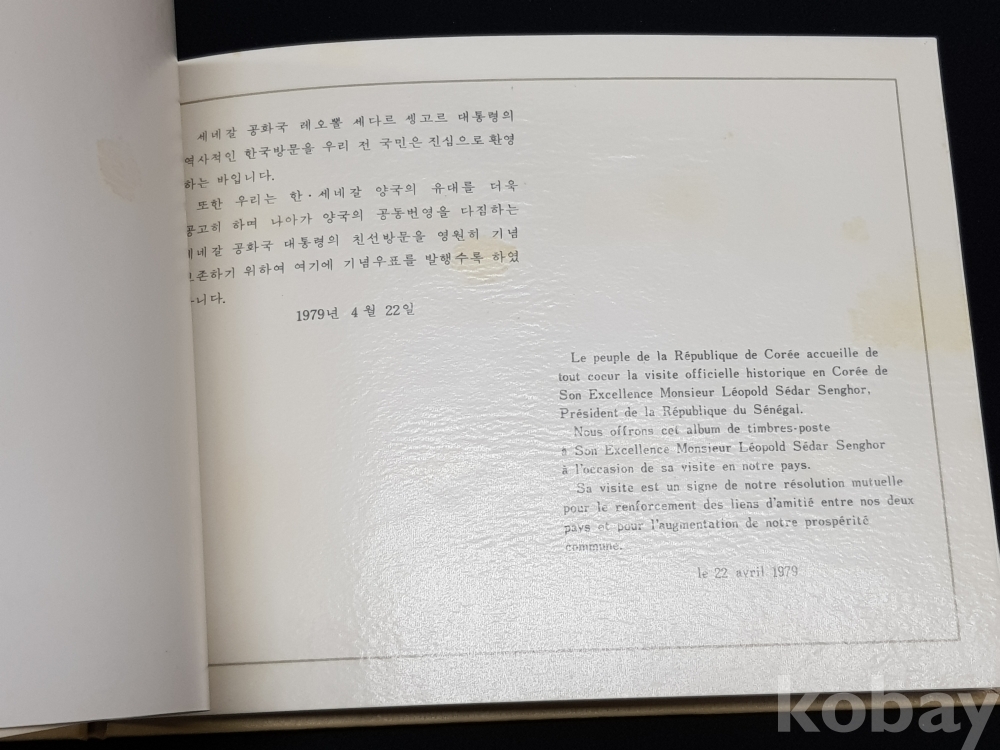 세네갈 공화국 레오뽈 세다르 셍고르 대통령의
역사적인 한국방문을 우리 전 국민은 진심으로 환영
하는 바입니다.
또한 우리는 한·세네갈 양국의 유대를 더욱
공고히 하며 나아가 양국의 공동번영을 다짐하는
세네갈 공화국 대통령의 친선방문을 영원히 기념
보존하기 위하여 여기에 기념우표를 발행수록 하였
습니다.
1979년 4월 22일
Le peuple de la République de Corée accueille de
tout coeur la visite officielle historique en Corée de
Son Excellence Monsieur Léopold Sédar Senghor,
Président de la République du Sénégal.
Nous offrons cet album de timbres-poste
à Son Excellence Monsieur Léopold Sédar Senghor
à l'occasion de sa visite en notre pays.
Sa visite est un signe de notre résolution mutuelle
pour le renforcement des liens d'amitié entre nos deux
pays et pour l'augmentation de notre prospérité
commune.
le 22 avril 1979
kobay